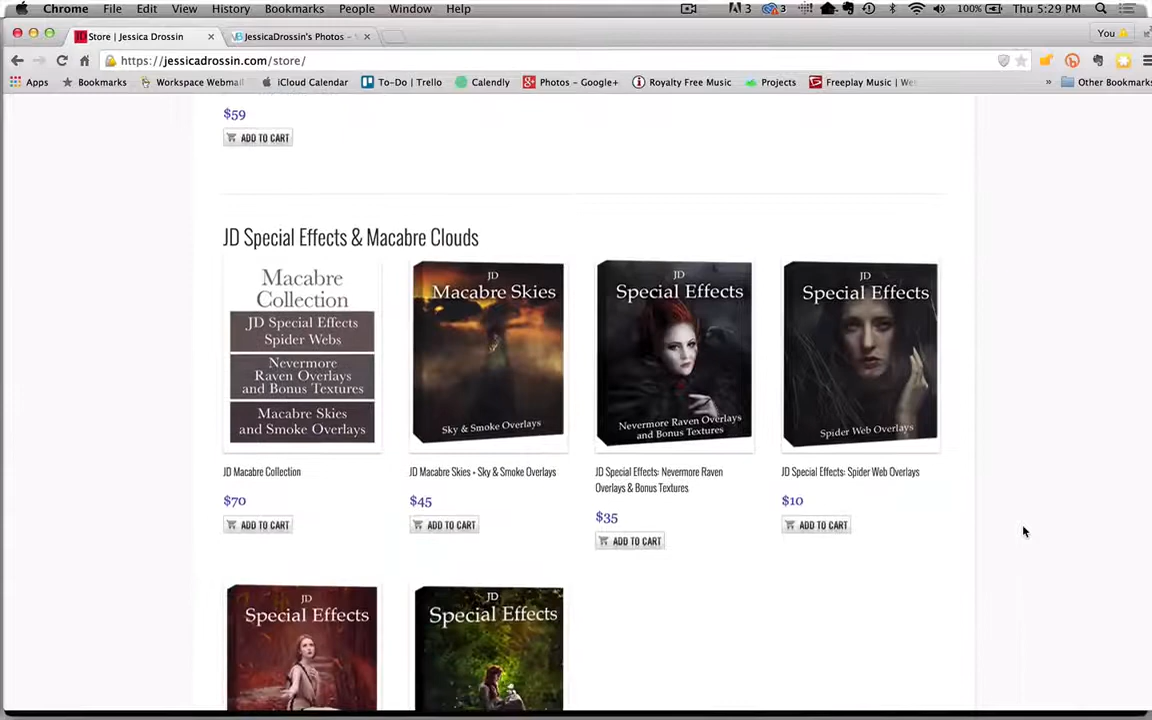 Chrome File Edit View History Bookmarks People Window Help 3 3 100% Thu 5:29 PM
Store | Jessica Drossin JessicaDrossin's Photos – You
https://jessicadrossin.com/store/
Apps Bookmarks Workspace Webmail iCloud Calendar To-Do | Trello Calendly Photos - Google+ Royalty Free Music Projects Freeplay Music | We » Other Bookmarks
$59
ADD TO CART
JD Special Effects & Macabre Clouds
Macabre
Collection
JD Special Effects
Spider Webs
Nevermore
Raven Overlays
and Bonus Textures
Macabre Skies
and Smoke Overlays
JD
Macabre Skies
Sky & Smoke Overlays
JD
Special Effects
Nevermore Raven Overlays
and Bonus Textures
JD
Special Effects
Spider Web Overlays
JD Macabre Collection
$70
ADD TO CART
JD Macabre Skies • Sky & Smoke Overlays
$45
ADD TO CART
JD Special Effects: Nevermore Raven
Overlays & Bonus Textures
$35
ADD TO CART
JD Special Effects: Spider Web Overlays
$10
ADD TO CART
JD
Special Effects
JD
Special Effects